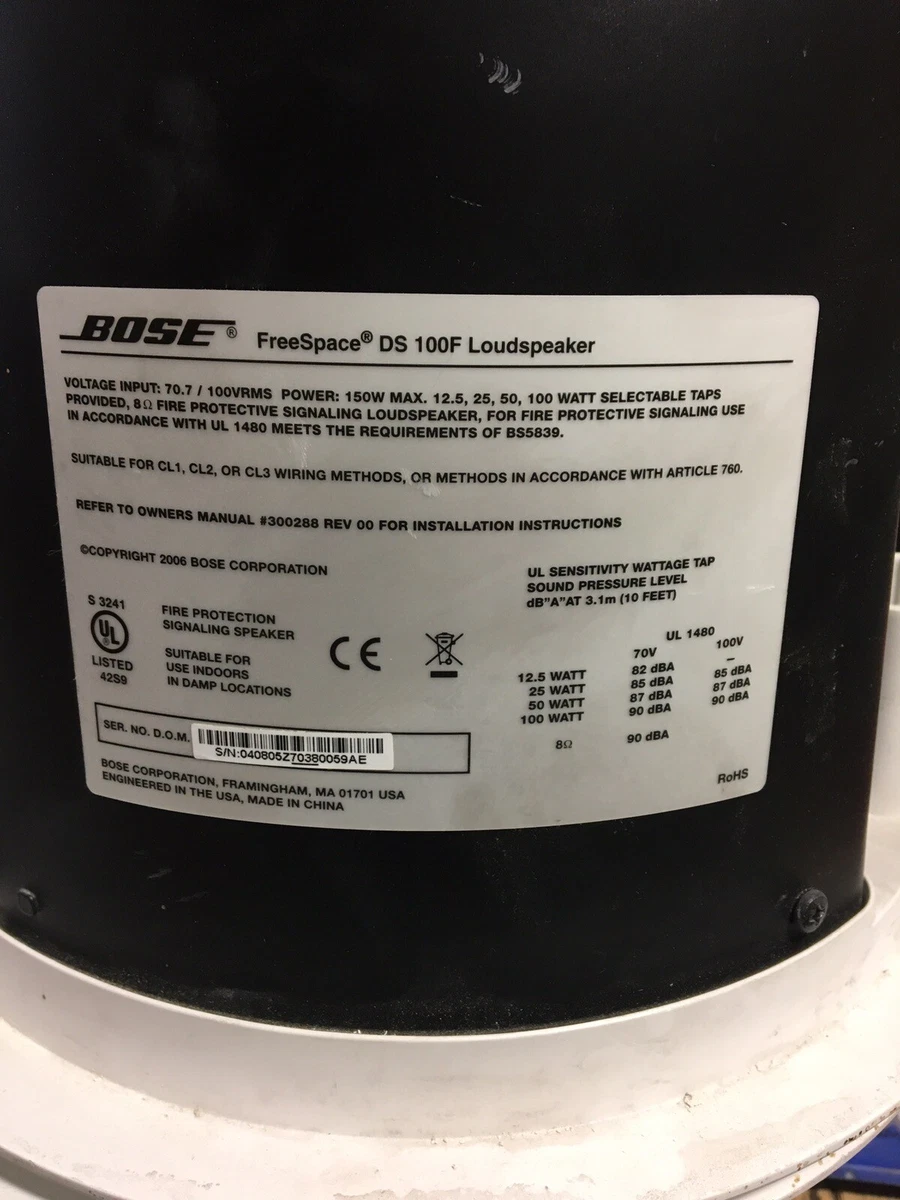 BOSE® FreeSpace® DS 100F Loudspeaker
VOLTAGE INPUT: 70.7 / 100VRMS POWER: 150W MAX. 12.5, 25, 50, 100 WATT SELECTABLE TAPS
PROVIDED, 8Ω FIRE PROTECTIVE SIGNALING LOUDSPEAKER, FOR FIRE PROTECTIVE SIGNALING USE
IN ACCORDANCE WITH UL 1480 MEETS THE REQUIREMENTS OF BS5839.
SUITABLE FOR CL1, CL2, OR CL3 WIRING METHODS, OR METHODS IN ACCORDANCE WITH ARTICLE 760.
REFER TO OWNERS MANUAL #300288 REV 00 FOR INSTALLATION INSTRUCTIONS
©COPYRIGHT 2006 BOSE CORPORATION
S 3241
UL
LISTED
42S9
FIRE PROTECTION
SIGNALING SPEAKER
SUITABLE FOR
USE INDOORS
IN DAMP LOCATIONS
CE
UL SENSITIVITY WATTAGE TAP
SOUND PRESSURE LEVEL
dB"A"AT 3.1m (10 FEET)
UL 1480
70V 100V
12.5 WATT 82 dBA –
25 WATT 85 dBA 85 dBA
50 WATT 87 dBA 87 dBA
100 WATT 90 dBA 90 dBA
8Ω 90 dBA
SER. NO. D.O.M.
S/N:040805Z70380059AE
BOSE CORPORATION, FRAMINGHAM, MA 01701 USA
ENGINEERED IN THE USA, MADE IN CHINA
RoHS